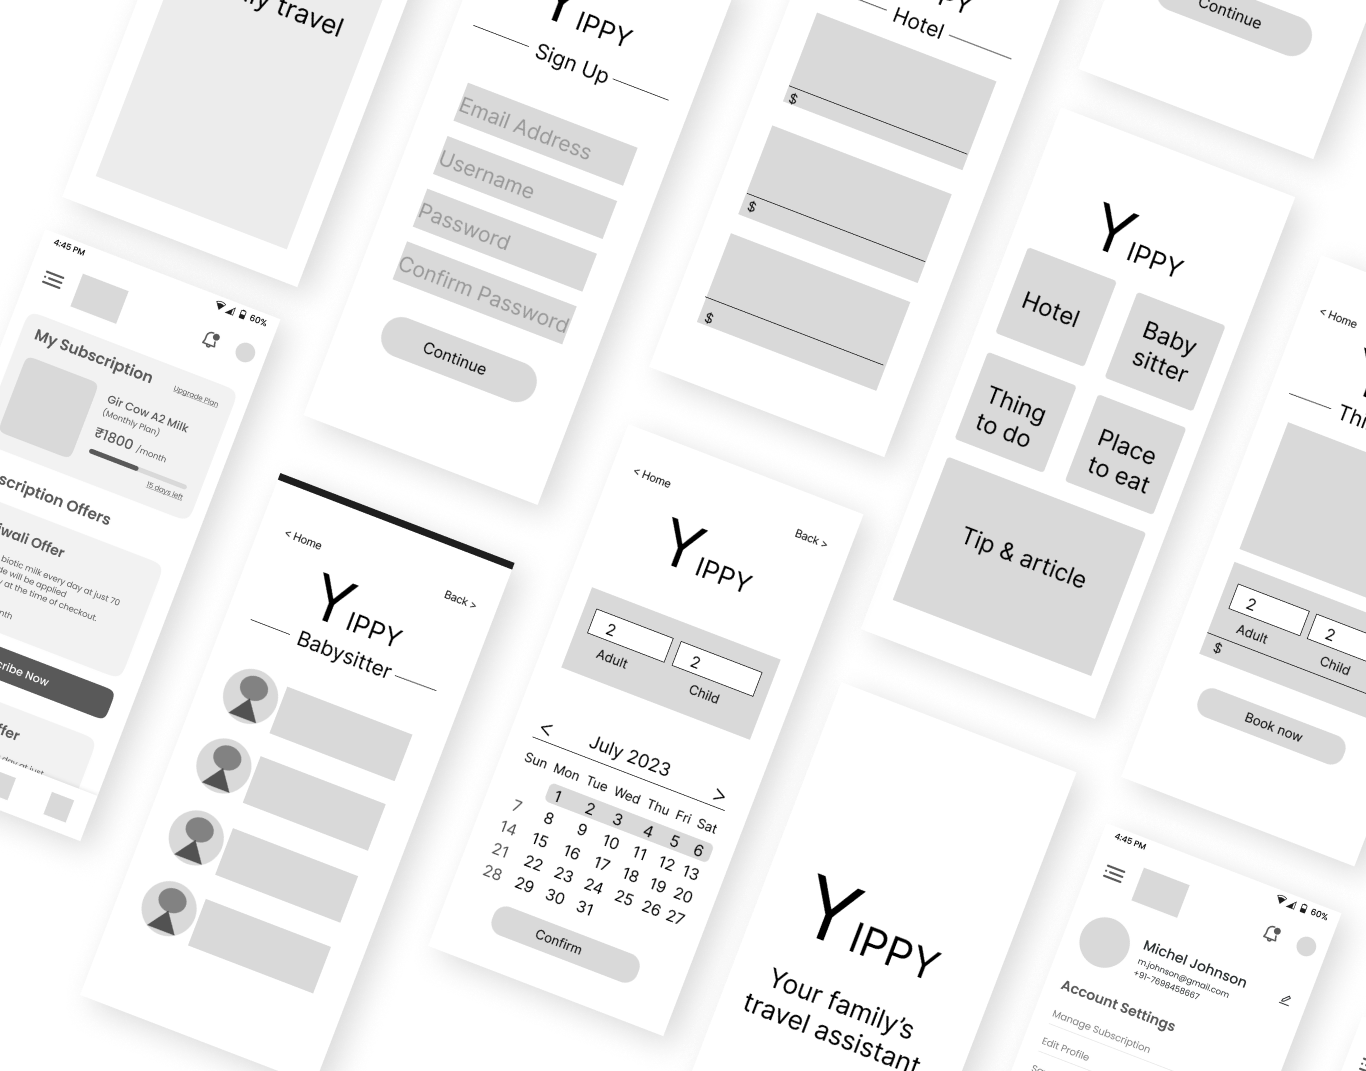 travel
Y IPPY
Sign Up
Email Address
Username
Password
Confirm Password
Continue
Hotel
$
$
$
Continue
Y IPPY
Hotel
Baby
sitter
Thing
to do
Place
to eat
Tip & article
4:45 PM
60%
My Subscription
Upgrade Plan
Gir Cow A2 Milk
(Monthly Plan)
₹1800 /month
15 days left
scription Offers
iwali Offer
biotic milk every day at just 70
de will be applied
at the time of checkout.
nth
cribe Now
ffer
day at just
< Home
Back >
Y IPPY
Babysitter
< Home
Back >
Y IPPY
2
Adult
2
Child
< July 2023 >
Sun Mon Tue Wed Thu Fri Sat
1 2 3 4 5 6
7 8 9 10 11 12 13
14 15 16 17 18 19 20
21 22 23 24 25 26 27
28 29 30 31
Confirm
Y IPPY
Your family's
travel assistant
< Home
Thi
2
Adult
2
Child
$
Book now
4:45 PM
60%
Michel Johnson
m.johnson@gmail.com
+91-7698458667
Account Settings
Manage Subscription
Edit Profile